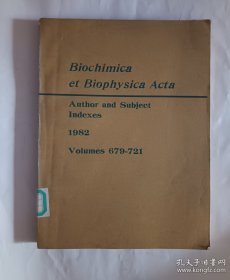 Biochimica
et Biophysica Acta
Author and Subject
Indexes
1982
Volumes 679-721